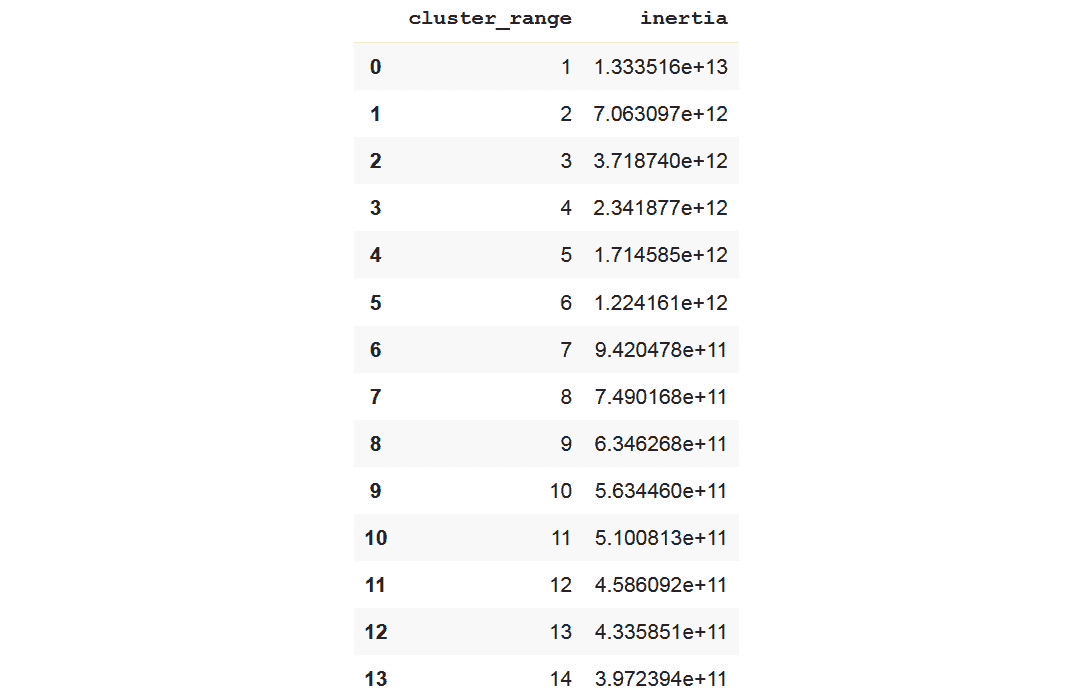 cluster_range inertia
0 1 1.333516e+13
1 2 7.063097e+12
2 3 3.718740e+12
3 4 2.341877e+12
4 5 1.714585e+12
5 6 1.224161e+12
6 7 9.420478e+11
7 8 7.490168e+11
8 9 6.346268e+11
9 10 5.634460e+11
10 11 5.100813e+11
11 12 4.586092e+11
12 13 4.335851e+11
13 14 3.972394e+11